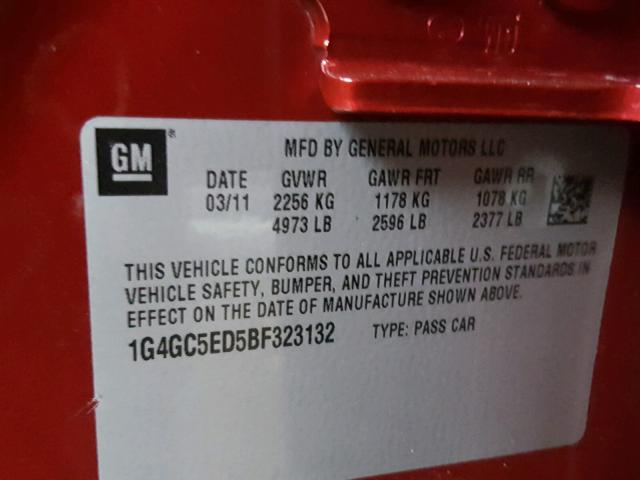 GM® MFD BY GENERAL MOTORS LLC
DATE GVWR GAWR FRT GAWR RR
03/11 2256 KG 1178 KG 1078 KG
4973 LB 2596 LB 2377 LB
THIS VEHICLE CONFORMS TO ALL APPLICABLE U.S. FEDERAL MOTOR
VEHICLE SAFETY, BUMPER, AND THEFT PREVENTION STANDARDS IN
EFFECT ON THE DATE OF MANUFACTURE SHOWN ABOVE.
1G4GC5ED5BF323132 TYPE: PASS CAR